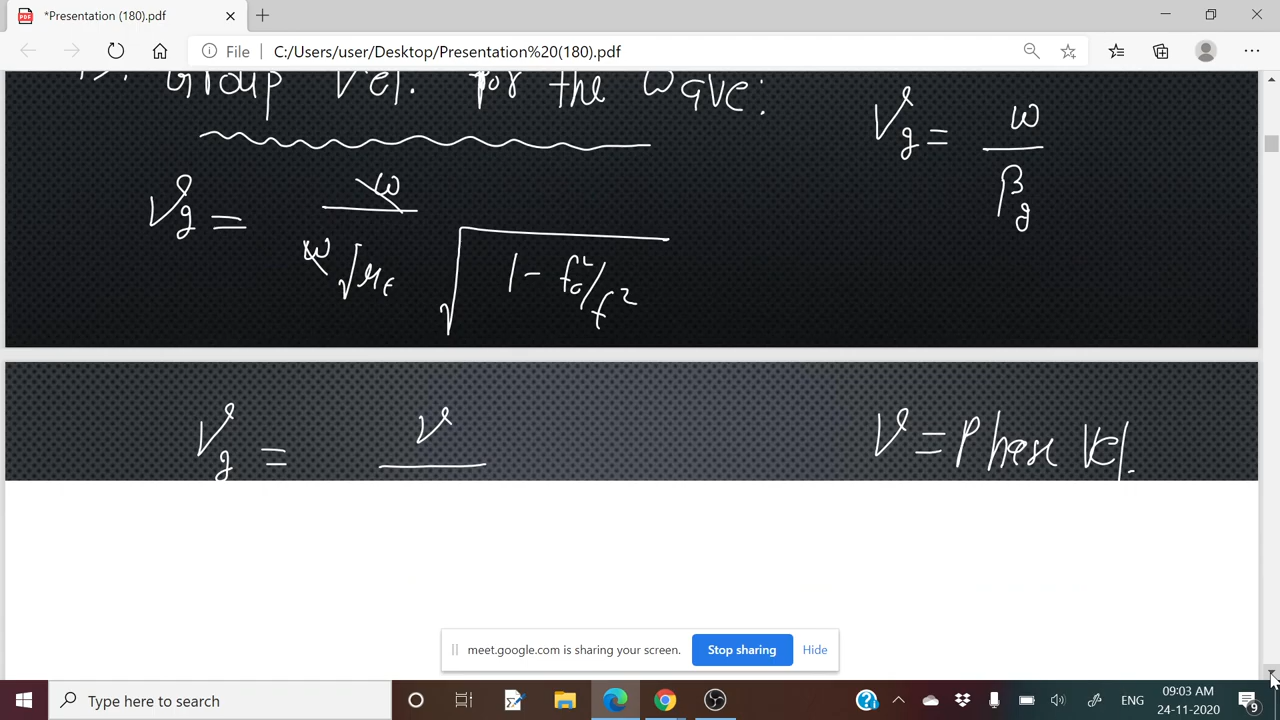 *Presentation (180).pdf
File C:/Users/user/Desktop/Presentation%20(180).pdf
Group Vel. for the Wave:
Vg = ω / βg
Vg = ω / ω√με √1 - fc²/f²
Vg = v
V = Phase Vel.
meet.google.com is sharing your screen. Stop sharing Hide
Type here to search
ENG
09:03 AM
24-11-2020
9